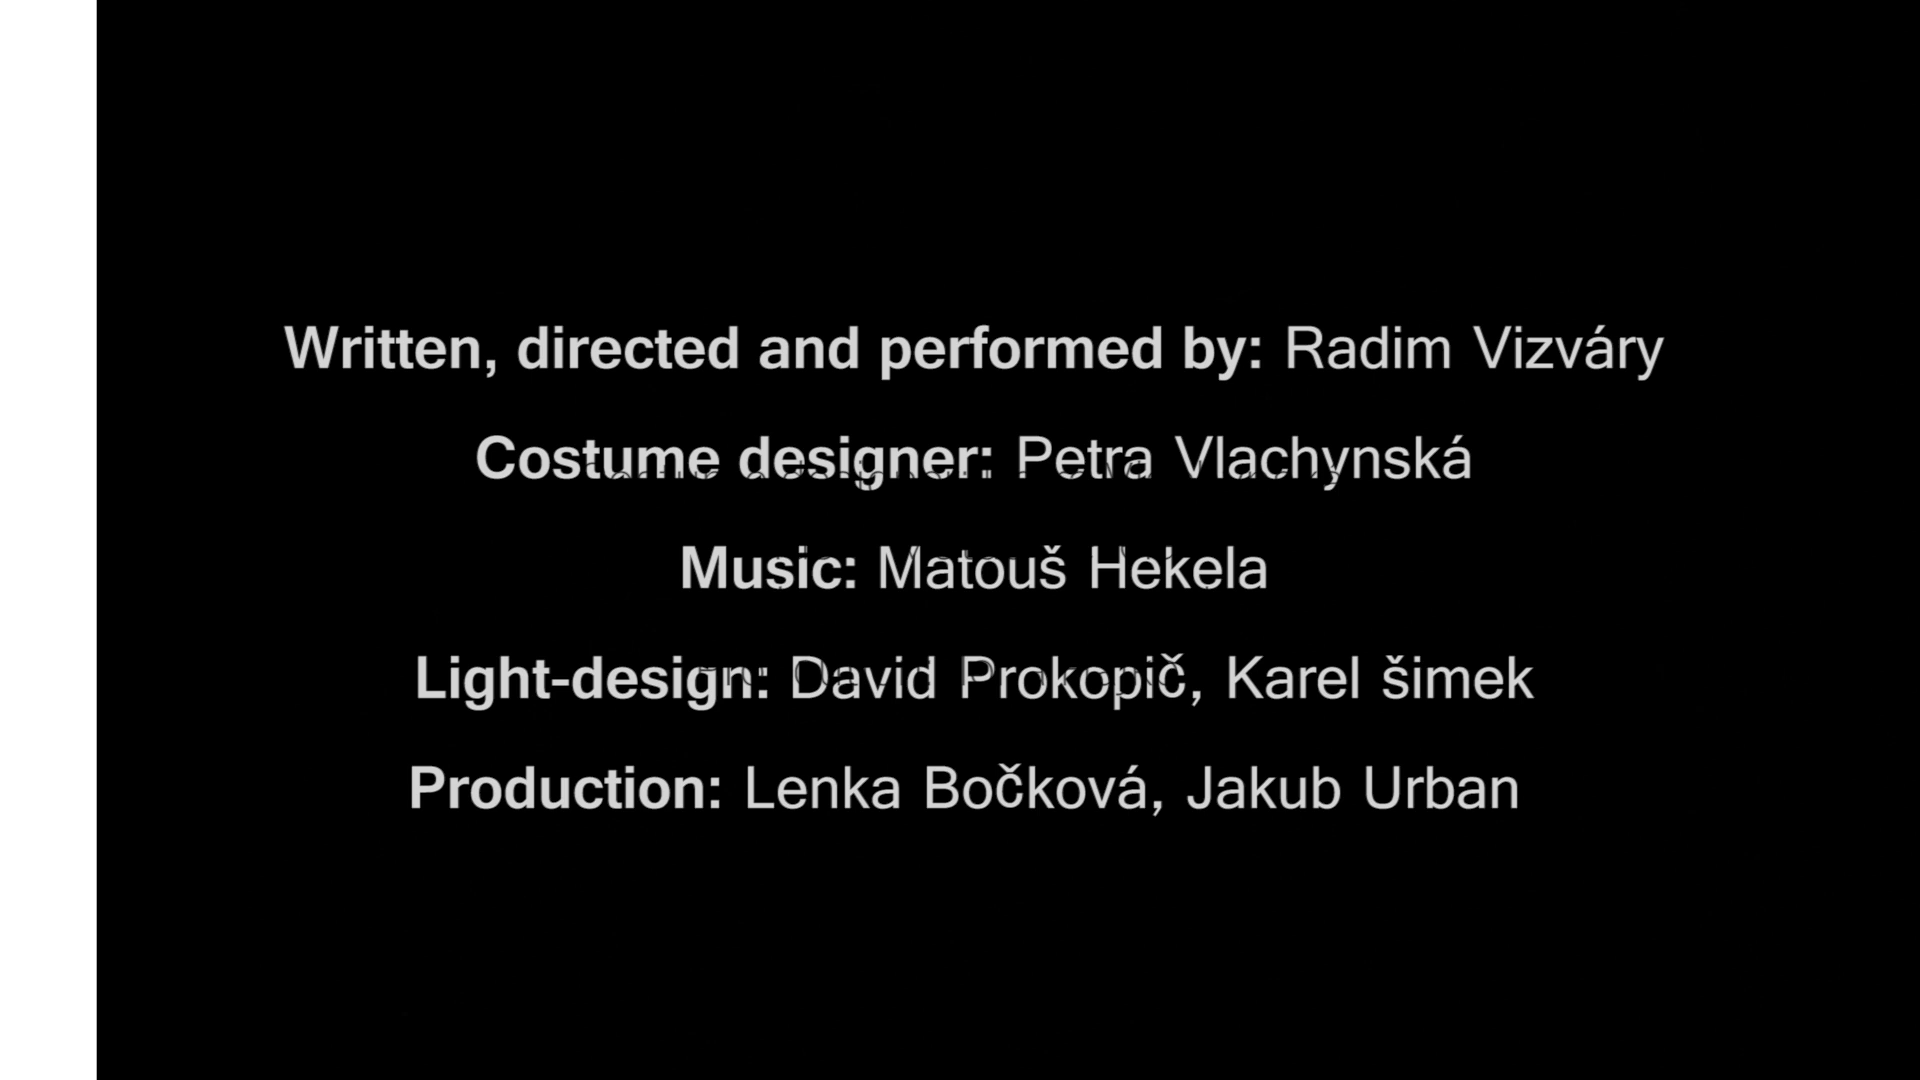 Written, directed and performed by: Radim Vizváry
Costume designer: Petra Vlachynská
Music: Matouš Hekela
Light-design: David Prokopič, Karel šimek
Production: Lenka Bočková, Jakub Urban